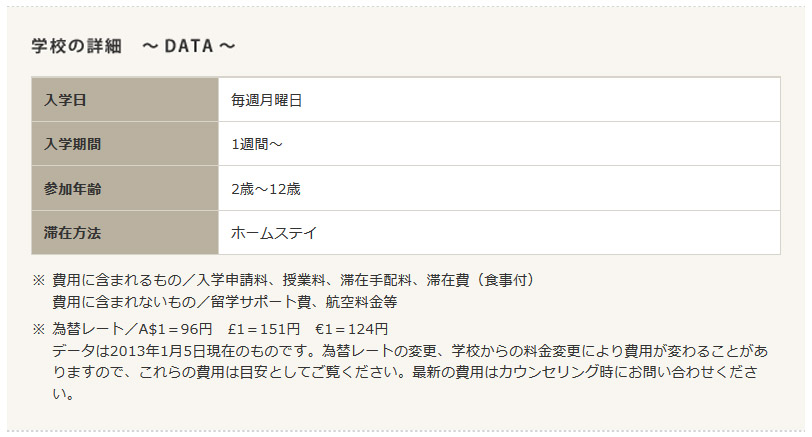 学校の詳細　～ DATA ～
入学日　毎週月曜日
入学期間　1週間～
参加年齢　2歳～12歳
滞在方法　ホームステイ
※ 費用に含まれるもの／入学申請料、授業料、滞在手配料、滞在費（食事付）
費用に含まれないもの／留学サポート費、航空料金等
※ 為替レート／A$1＝96円　£1＝151円　€1＝124円
データは2013年1月5日現在のものです。為替レートの変更、学校からの料金変更により費用が変わることがあ
りますので、これらの費用は目安としてご覧ください。最新の費用はカウンセリング時にお問い合わせくださ
い。